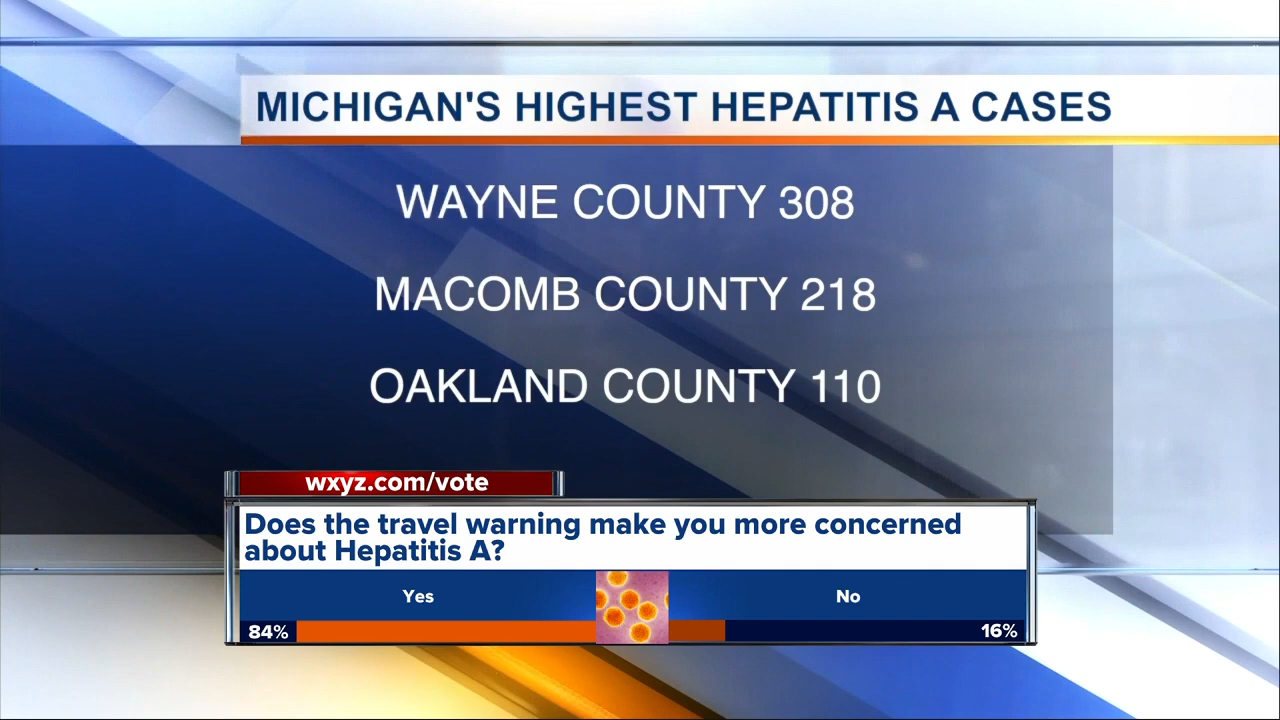 MICHIGAN'S HIGHEST HEPATITIS A CASES
WAYNE COUNTY 308
MACOMB COUNTY 218
OAKLAND COUNTY 110
wxyz.com/vote
Does the travel warning make you more concerned
about Hepatitis A?
Yes
No
84%
16%